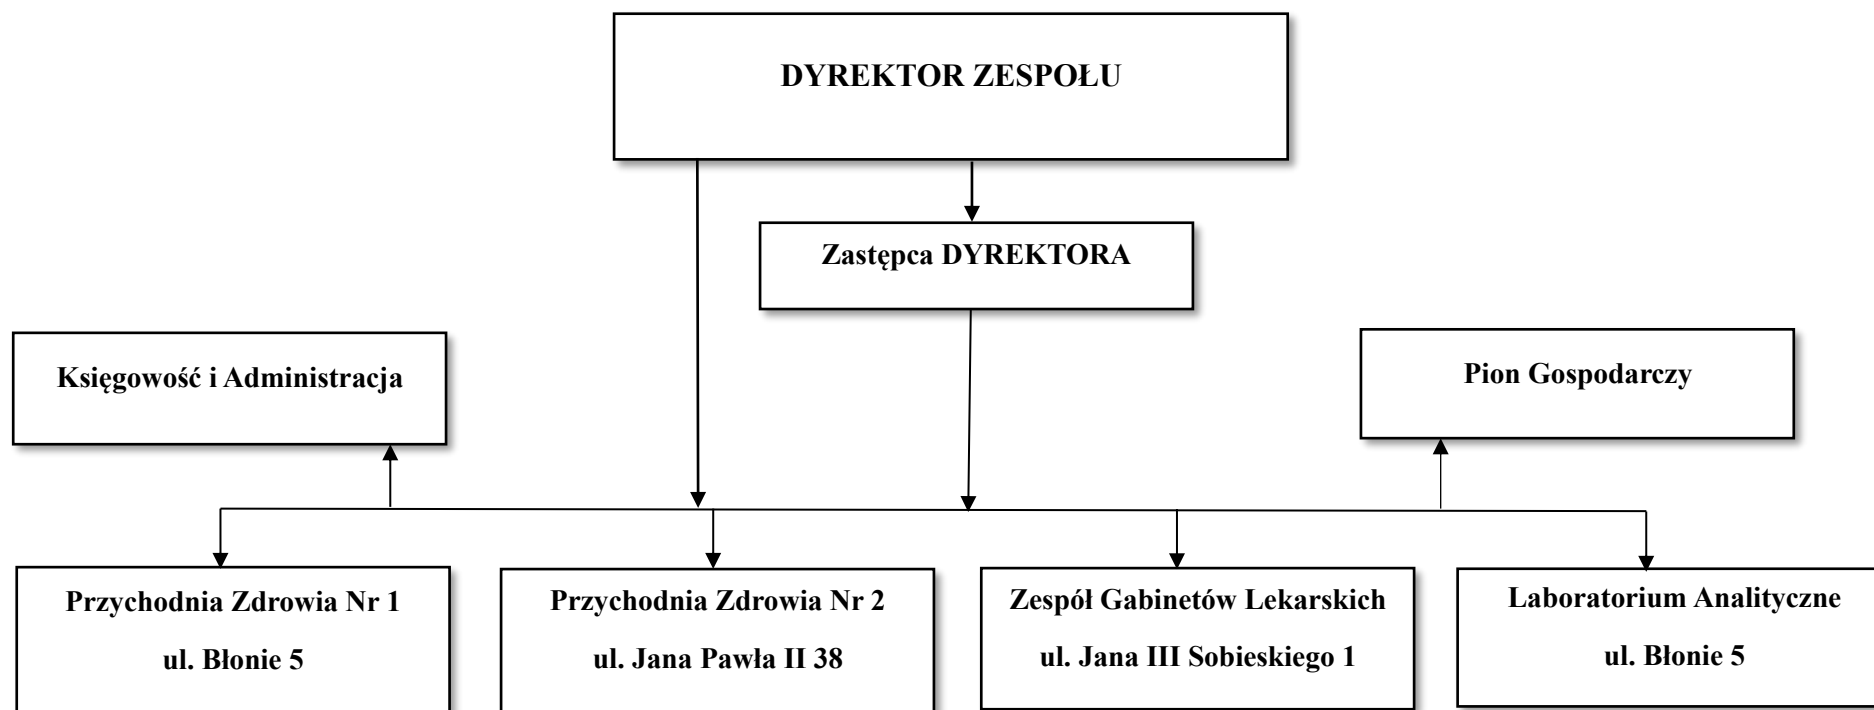 DYREKTOR ZESPOŁU
Zastępca DYREKTORA
Księgowość i Administracja
Pion Gospodarczy
Przychodnia Zdrowia Nr 1
ul. Błonie 5
Przychodnia Zdrowia Nr 2
ul. Jana Pawła II 38
Zespół Gabinetów Lekarskich
ul. Jana III Sobieskiego 1
Laboratorium Analityczne
ul. Błonie 5